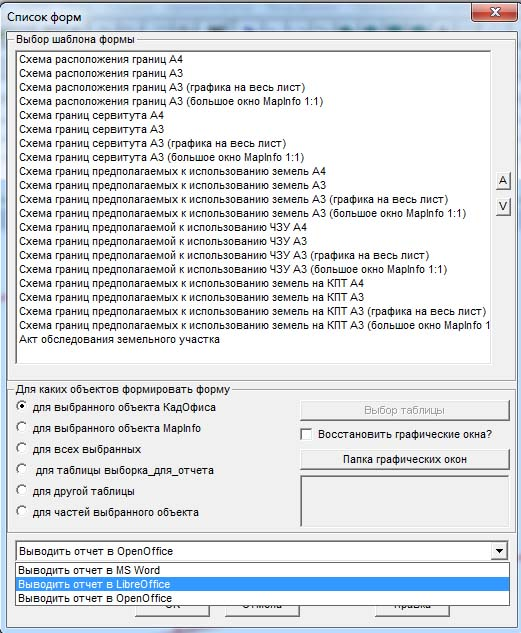 Список форм
Выбор шаблона формы
Схема расположения границ А4
Схема расположения границ А3
Схема расположения границ А3 (графика на весь лист)
Схема расположения границ А3 (большое окно MapInfo 1:1)
Схема границ сервитута А4
Схема границ сервитута А3
Схема границ сервитута А3 (графика на весь лист)
Схема границ сервитута А3 (большое окно MapInfo 1:1)
Схема границ предполагаемых к использованию земель А4
Схема границ предполагаемых к использованию земель А3
Схема границ предполагаемых к использованию земель А3 (графика на весь лист)
Схема границ предполагаемых к использованию земель А3 (большое окно MapInfo 1:1)
Схема границ предполагаемой к использованию ЧЗУ А4
Схема границ предполагаемой к использованию ЧЗУ А3
Схема границ предполагаемой к использованию ЧЗУ А3 (графика на весь лист)
Схема границ предполагаемой к использованию ЧЗУ А3 (большое окно MapInfo 1:1)
Схема границ предполагаемых к использованию земель на КПТ А4
Схема границ предполагаемых к использованию земель на КПТ А3
Схема границ предполагаемых к использованию земель на КПТ А3 (графика на весь лист)
Схема границ предполагаемых к использованию земель на КПТ А3 (большое окно MapInfo 1
Акт обследования земельного участка
Λ
V
Для каких объектов формировать форму
для выбранного объекта КадОфиса
для выбранного объекта MapInfo
для всех выбранных
для таблицы выборка_для_отчета
для другой таблицы
для частей выбранного объекта
Выбор таблицы
Восстановить графические окна?
Папка графических окон
Выводить отчет в OpenOffice
Выводить отчет в MS Word
Выводить отчет в LibreOffice
Выводить отчет в OpenOffice